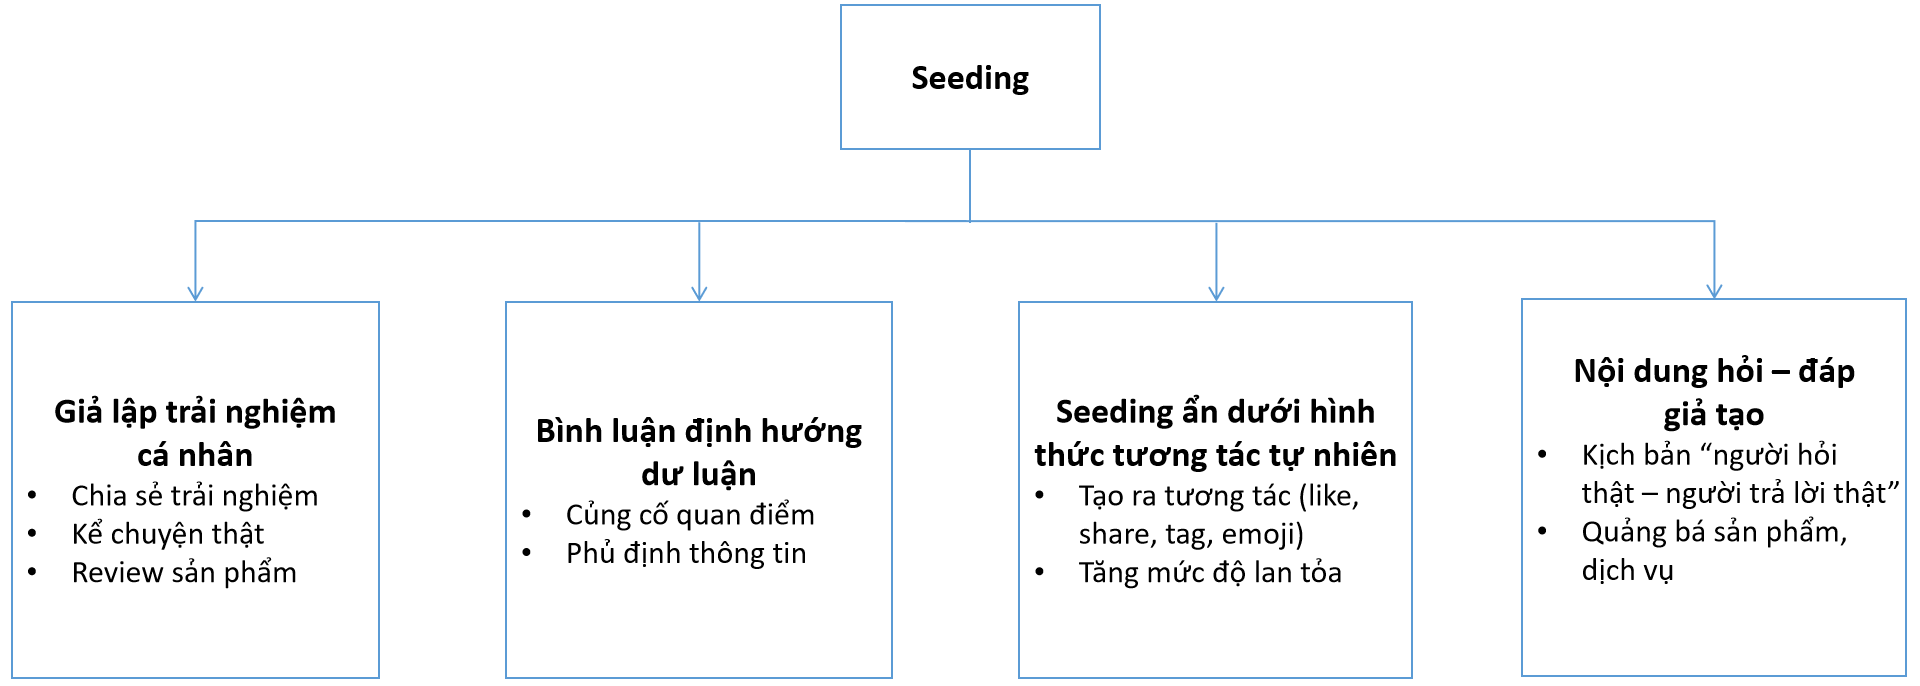 Seeding
Giả lập trải nghiệm
cá nhân
• Chia sẻ trải nghiệm
• Kể chuyện thật
• Review sản phẩm
Bình luận định hướng
dư luận
• Củng cố quan điểm
• Phủ định thông tin
Seeding ẩn dưới hình
thức tương tác tự nhiên
• Tạo ra tương tác (like,
share, tag, emoji)
• Tăng mức độ lan tỏa
Nội dung hỏi – đáp
giả tạo
• Kịch bản “người hỏi
thật – người trả lời thật”
• Quảng bá sản phẩm,
dịch vụ